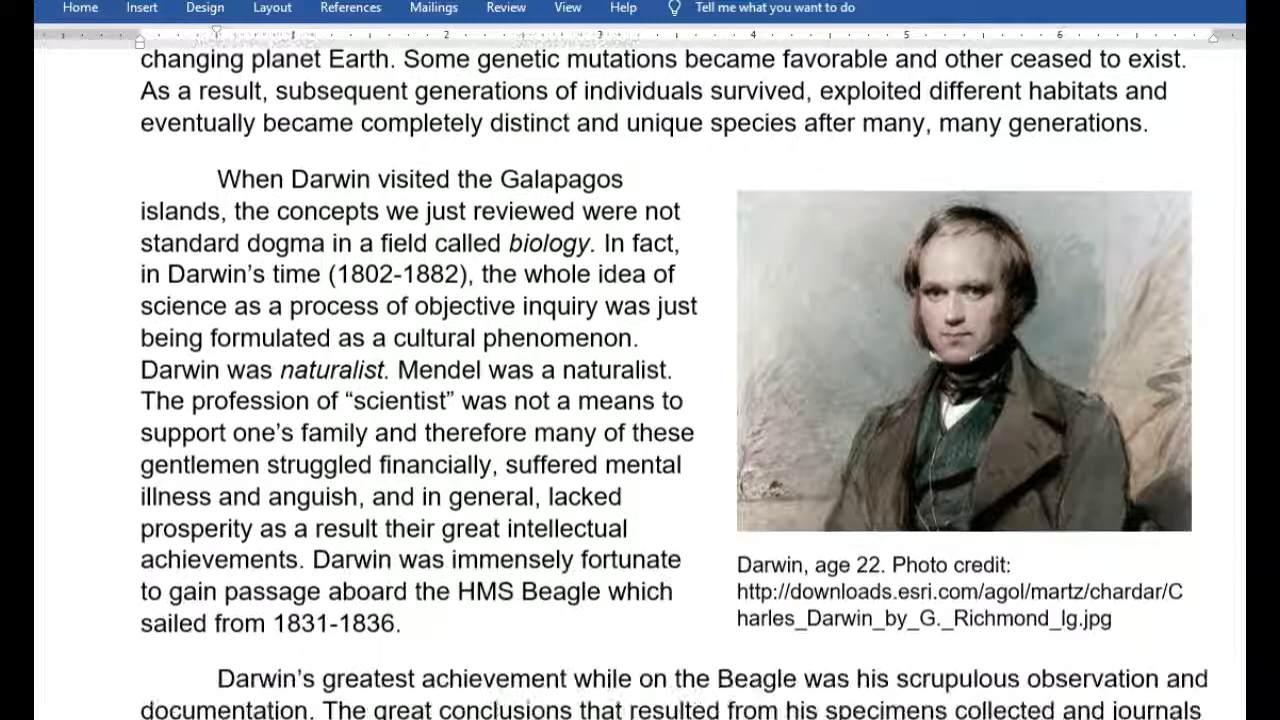 Home Insert Design Layout References Mailings Review View Help Tell me what you want to do
1 2 3 4 5 6
changing planet Earth. Some genetic mutations became favorable and other ceased to exist.
As a result, subsequent generations of individuals survived, exploited different habitats and
eventually became completely distinct and unique species after many, many generations.
When Darwin visited the Galapagos
islands, the concepts we just reviewed were not
standard dogma in a field called biology. In fact,
in Darwin’s time (1802-1882), the whole idea of
science as a process of objective inquiry was just
being formulated as a cultural phenomenon.
Darwin was naturalist. Mendel was a naturalist.
The profession of “scientist” was not a means to
support one’s family and therefore many of these
gentlemen struggled financially, suffered mental
illness and anguish, and in general, lacked
prosperity as a result their great intellectual
achievements. Darwin was immensely fortunate
to gain passage aboard the HMS Beagle which
sailed from 1831-1836.
Darwin, age 22. Photo credit:
http://downloads.esri.com/agol/martz/chardar/C
harles_Darwin_by_G._Richmond_lg.jpg
Darwin’s greatest achievement while on the Beagle was his scrupulous observation and
documentation. The great conclusions that resulted from his specimens collected and journals